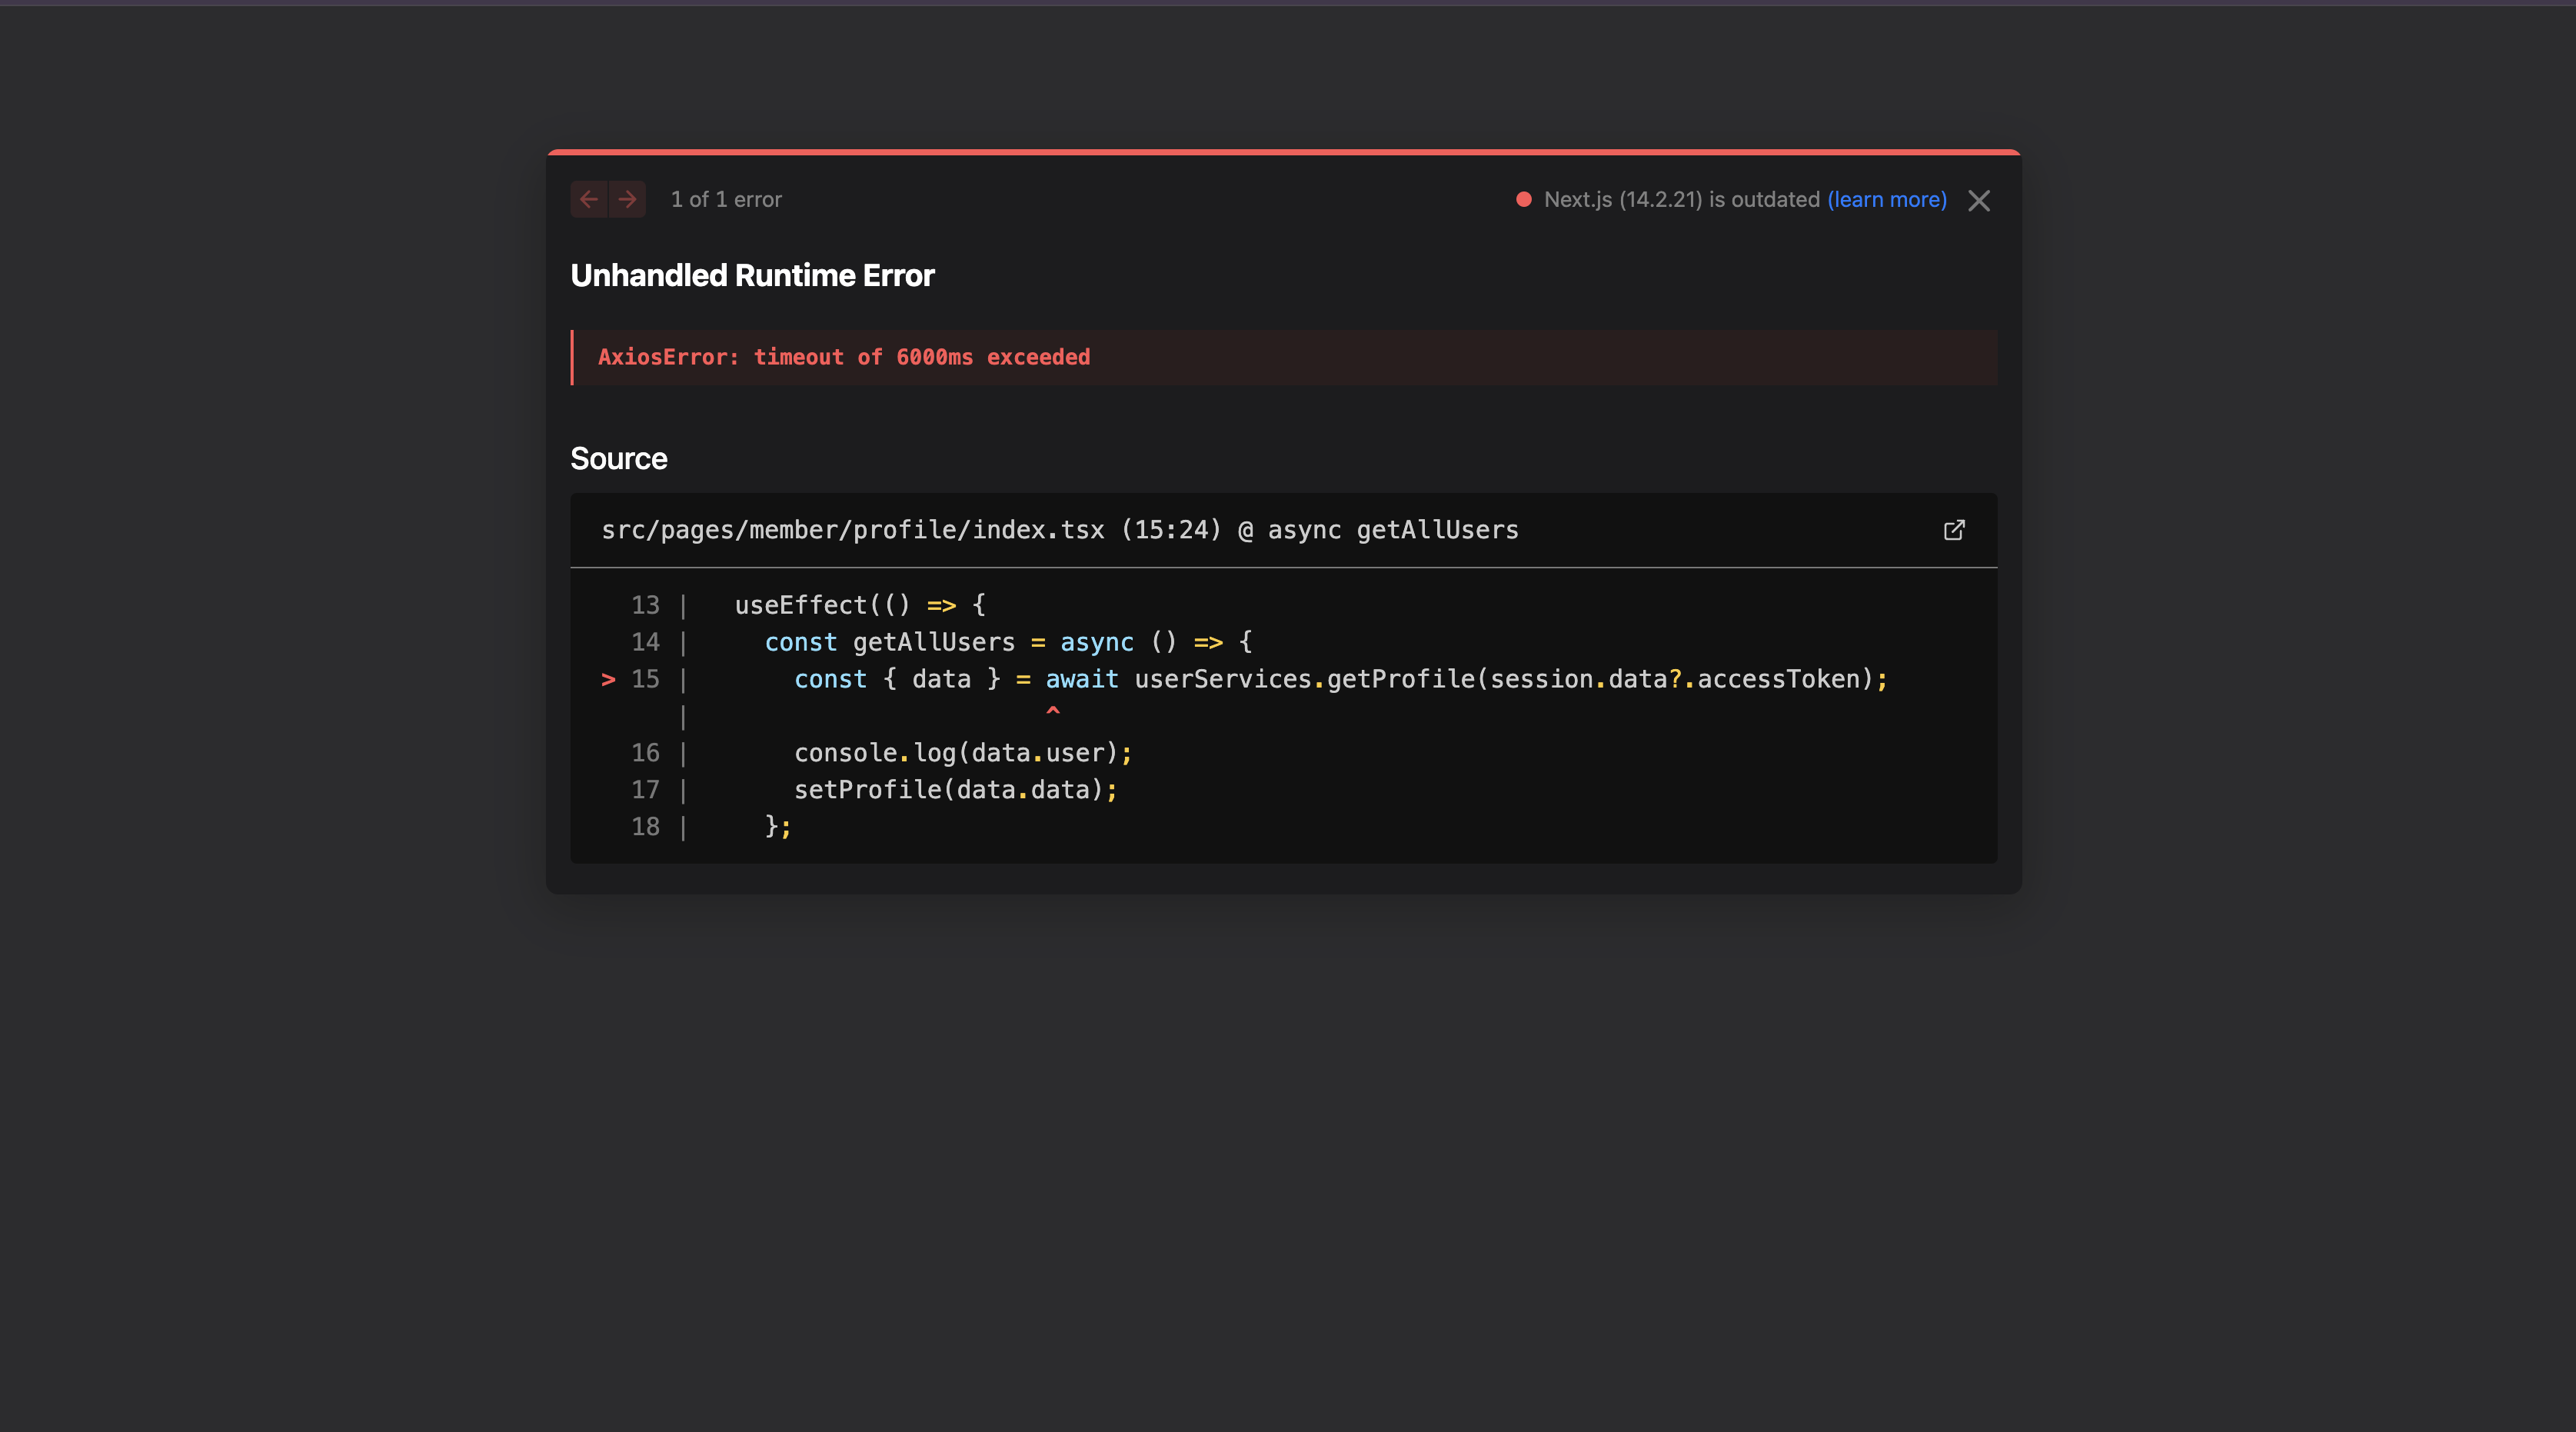 1 of 1 error
Next.js (14.2.21) is outdated (learn more)
Unhandled Runtime Error
AxiosError: timeout of 6000ms exceeded
Source
src/pages/member/profile/index.tsx (15:24) @ async getAllUsers
13 |   useEffect(() => {
14 |     const getAllUsers = async () => {
> 15 |       const { data } = await userServices.getProfile(session.data?.accessToken);
|                        ^
16 |       console.log(data.user);
17 |       setProfile(data.data);
18 |     };